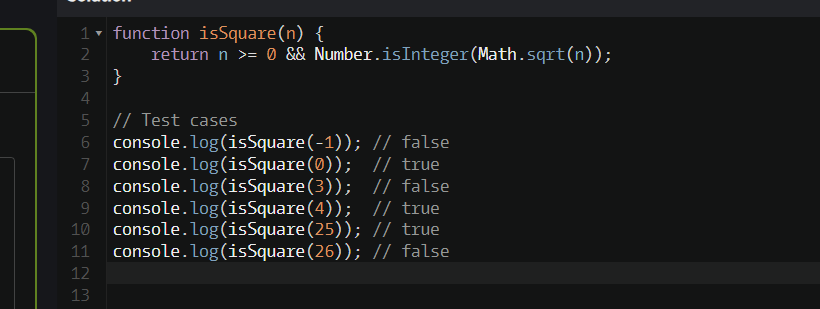 Solution
1 function isSquare(n) {
2     return n >= 0 && Number.isInteger(Math.sqrt(n));
3 }
4
5 // Test cases
6 console.log(isSquare(-1)); // false
7 console.log(isSquare(0));  // true
8 console.log(isSquare(3));  // false
9 console.log(isSquare(4));  // true
10 console.log(isSquare(25)); // true
11 console.log(isSquare(26)); // false
12
13